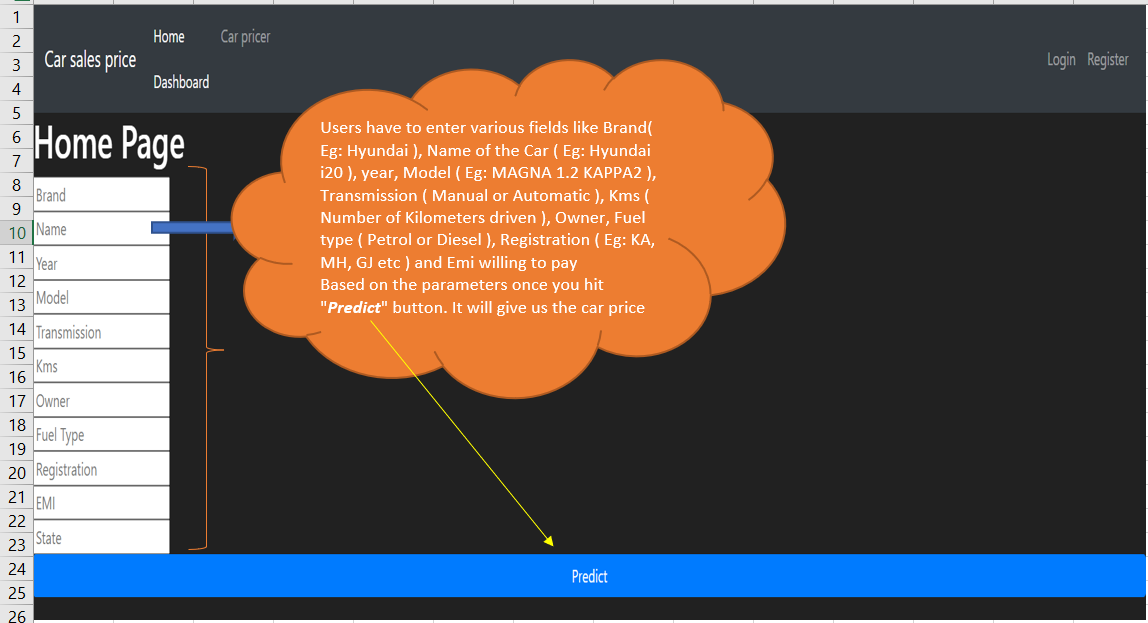 1
2
3
4
5
6
7
8
9
10
11
12
13
14
15
16
17
18
19
20
21
22
23
24
25
26
Home Car pricer
Car sales price
Login Register
Dashboard
Home Page
Brand
Name
Year
Model
Transmission
Kms
Owner
Fuel Type
Registration
EMI
State
Users have to enter various fields like Brand(
Eg: Hyundai ), Name of the Car ( Eg: Hyundai
i20 ), year, Model ( Eg: MAGNA 1.2 KAPPA2 ),
Transmission ( Manual or Automatic ), Kms (
Number of Kilometers driven ), Owner, Fuel
type ( Petrol or Diesel ), Registration ( Eg: KA,
MH, GJ etc ) and Emi willing to pay
Based on the parameters once you hit
"Predict" button. It will give us the car price
Predict